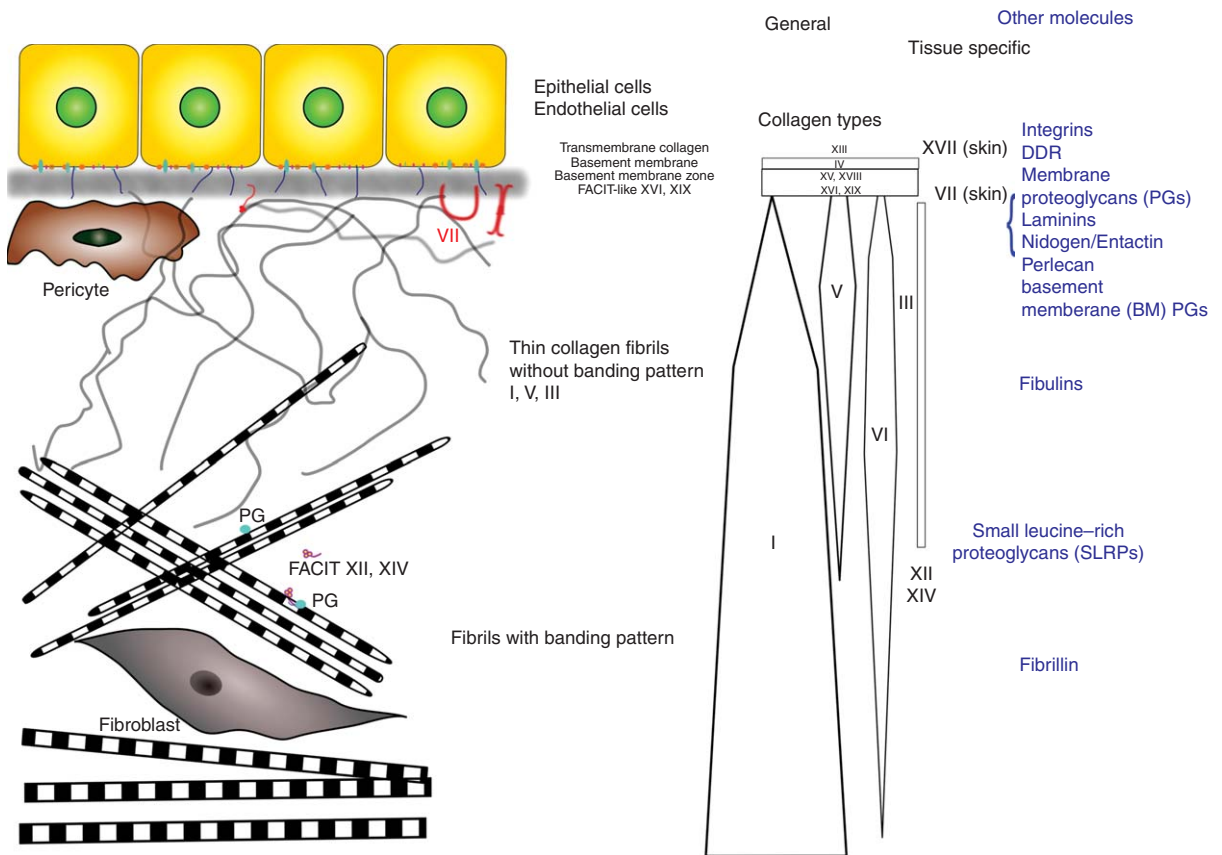 General
Other molecules
Tissue specific
Epithelial cells
Endothelial cells
Collagen types
Transmembrane collagen
Basement membrane
Basement membrane zone
FACIT-like XVI, XIX
XIII
IV
XV, XVIII
XVI, XIX
XVII (skin)
VII (skin)
Integrins
DDR
Membrane
proteoglycans (PGs)
Laminins
Nidogen/Entactin
Perlecan
basement
memberane (BM) PGs
VII
Pericyte
V
III
Thin collagen fibrils
without banding pattern
I, V, III
Fibulins
VI
PG
FACIT XII, XIV
PG
I
Small leucine–rich
proteoglycans (SLRPs)
XII
XIV
Fibrils with banding pattern
Fibrillin
Fibroblast